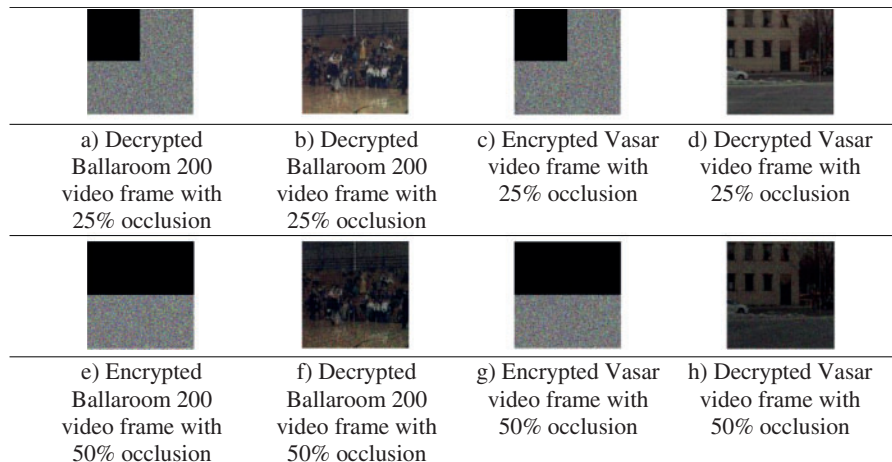 a) Decrypted
Ballaroom 200
video frame with
25% occlusion
b) Decrypted
Ballaroom 200
video frame with
25% occlusion
c) Encrypted Vasar
video frame with
25% occlusion
d) Decrypted Vasar
video frame with
25% occlusion
e) Encrypted
Ballaroom 200
video frame with
50% occlusion
f) Decrypted
Ballaroom 200
video frame with
50% occlusion
g) Encrypted Vasar
video frame with
50% occlusion
h) Decrypted Vasar
video frame with
50% occlusion